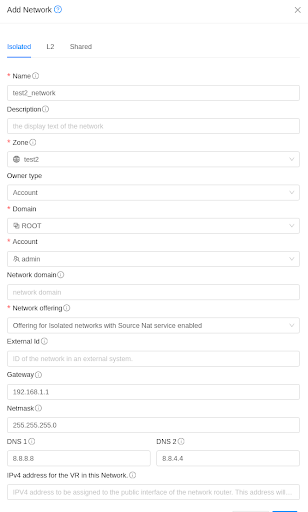 Add Network
Isolated L2 Shared
* Name
test2_network
Description
the display text of the network
* Zone
test2
Owner type
Account
* Domain
ROOT
* Account
admin
Network domain
network domain
* Network offering
Offering for Isolated networks with Source Nat service enabled
External Id
ID of the network in an external system.
Gateway
192.168.1.1
Netmask
255.255.255.0
DNS 1 DNS 2
8.8.8.8 8.8.4.4
IPv4 address for the VR in this Network.
IPV4 address to be assigned to the public interface of the network router. This address will...